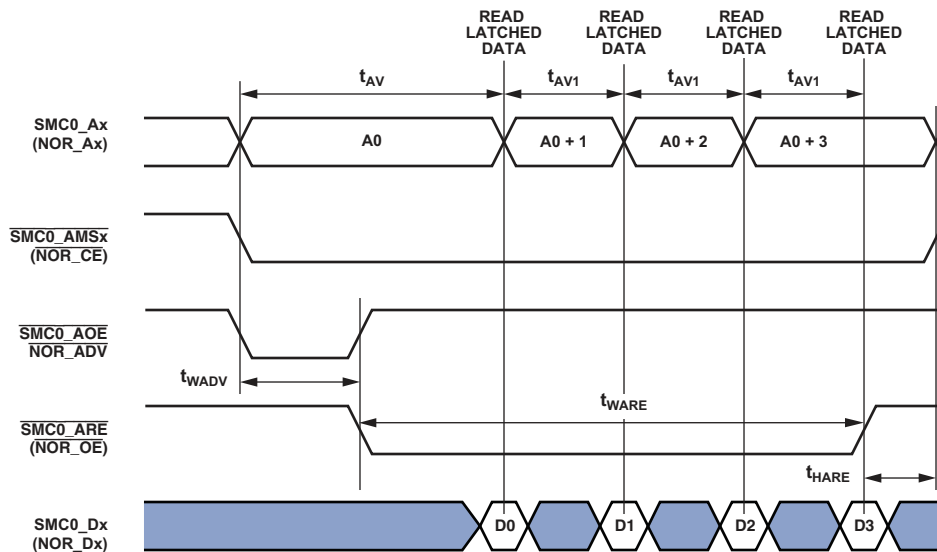 READ LATCHED DATA
READ LATCHED DATA
READ LATCHED DATA
READ LATCHED DATA
tAV
tAV1
tAV1
tAV1
SMC0_Ax
(NOR_Ax)
A0
A0 + 1
A0 + 2
A0 + 3
SMC0_AMSx
(NOR_CE)
SMC0_AOE
NOR_ADV
tWADV
tWARE
SMC0_ARE
(NOR_OE)
tHARE
SMC0_Dx
(NOR_Dx)
D0
D1
D2
D3